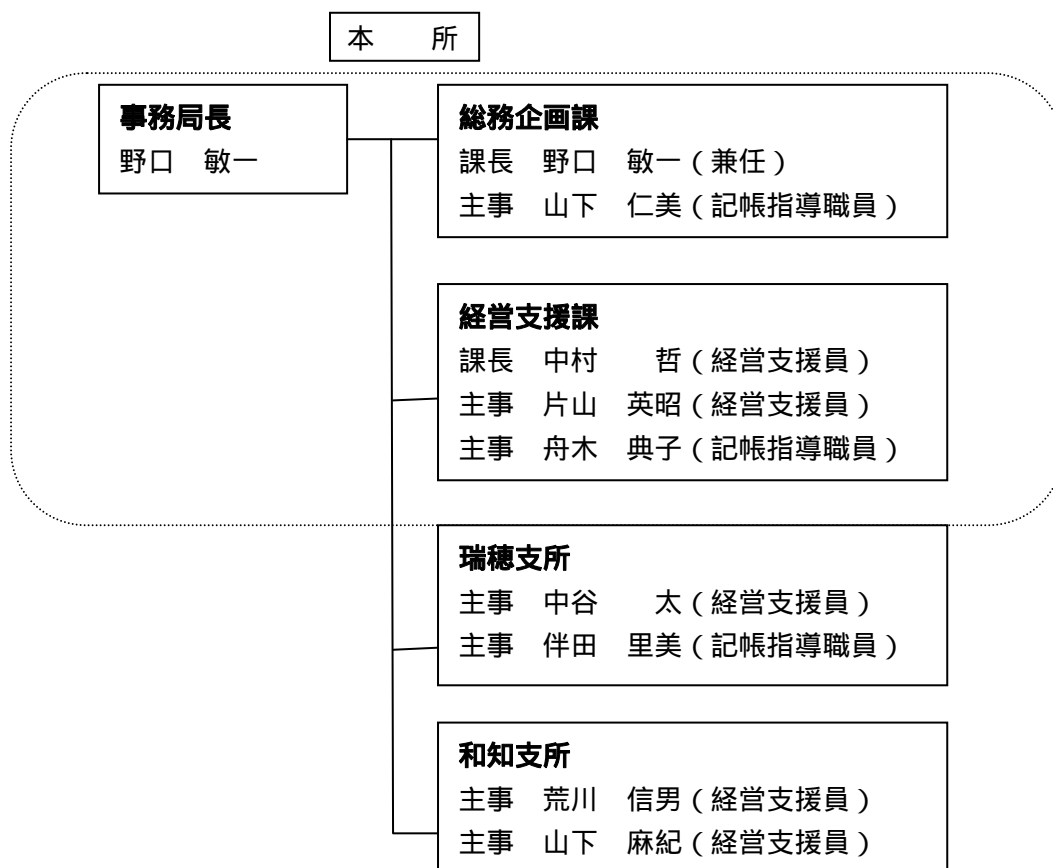 本　　所
事務局長
野口　敏一
総務企画課
課長　野口　敏一（兼任）
主事　山下　仁美（記帳指導職員）
経営支援課
課長　中村　　哲（経営支援員）
主事　片山　英昭（経営支援員）
主事　舟木　典子（記帳指導職員）
瑞穂支所
主事　中谷　　太（経営支援員）
主事　伴田　里美（記帳指導職員）
和知支所
主事　荒川　信男（経営支援員）
主事　山下　麻紀（経営支援員）